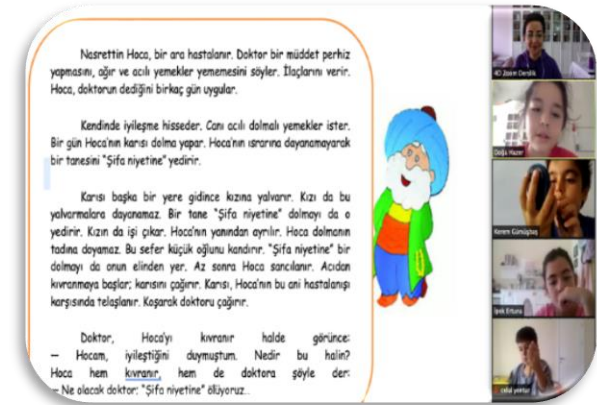 Nasrettin Hoca, bir ara hastalanır. Doktor bir müddet perhiz
yapmasını, ağır ve acılı yemekler yememesini söyler. İlaçlarını verir.
Hoca, doktorun dediğini birkaç gün uygular.
Kendinde iyileşme hisseder. Canı acılı dolmalı yemekler ister.
Bir gün Hoca'nın karısı dolma yapar. Hoca'nın ısrarına dayanamayarak
bir tanesini "Şifa niyetine" yedirir.
Karısı başka bir yere gidince kızına yalvarır. Kızı da bu
yalvarmalara dayanamaz. Bir tane "Şifa niyetine" dolmayı da o
yedirir. Kızın da işi çıkar. Hoca'nın yanından ayrılır. Hoca dolmanın
tadına doyamaz. Bu sefer küçük oğlunu kandırır. "Şifa niyetine" bir
dolmayı da onun elinden yer. Az sonra Hoca sancılanır. Acıdan
kıvranmaya başlar; karısını çağırır. Karısı, Hoca'nın bu ani hastalanışı
karşısında telaşlanır. Koşarak doktoru çağırır.
Doktor, Hoca'yı kıvranır halde görünce:
— Hocam, iyileştiğini duymuştum. Nedir bu halin?
Hoca hem kıvranır, hem de doktora şöyle der:
— Ne olacak doktor: "Şifa niyetine" ölüyoruz..
Kerem Gümüştaş
İpek Ertuna